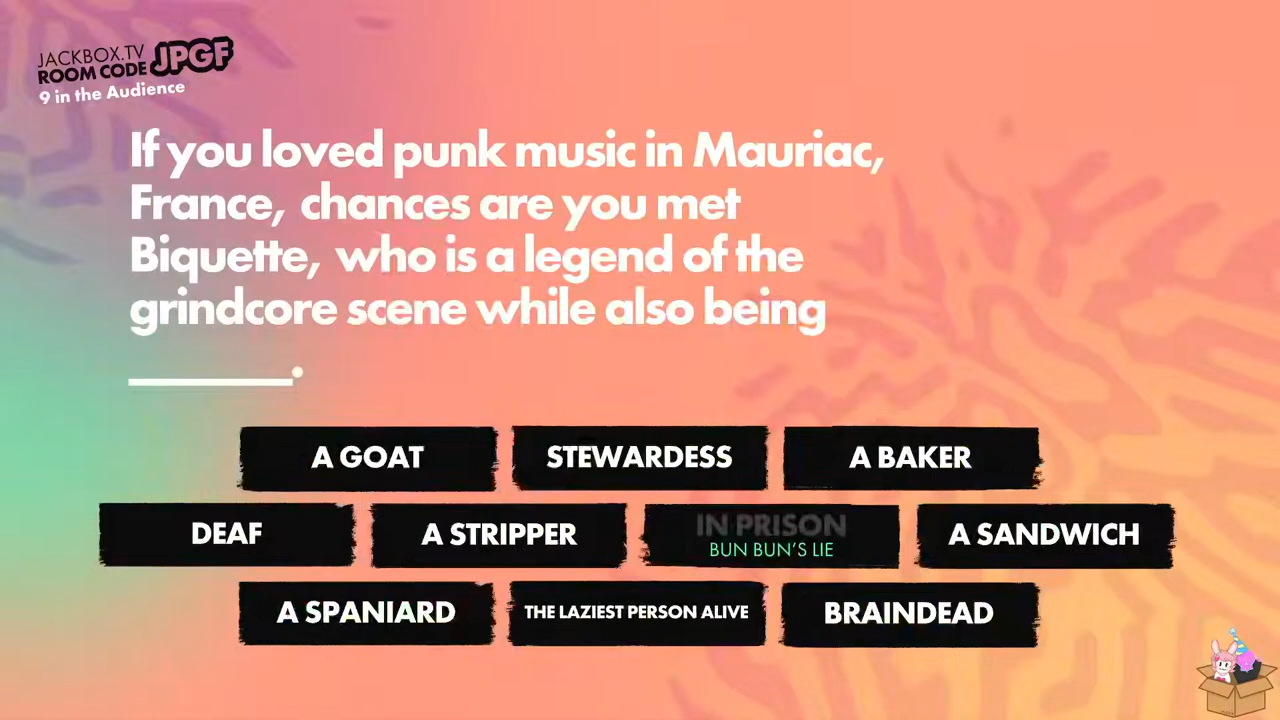 JACKBOX.TV
ROOM CODE JPGF
9 in the Audience
If you loved punk music in Mauriac,
France, chances are you met
Biquette, who is a legend of the
grindcore scene while also being
________.
A GOAT
STEWARDESS
A BAKER
DEAF
A STRIPPER
IN PRISON
BUN BUN'S LIE
A SANDWICH
A SPANIARD
THE LAZIEST PERSON ALIVE
BRAINDEAD